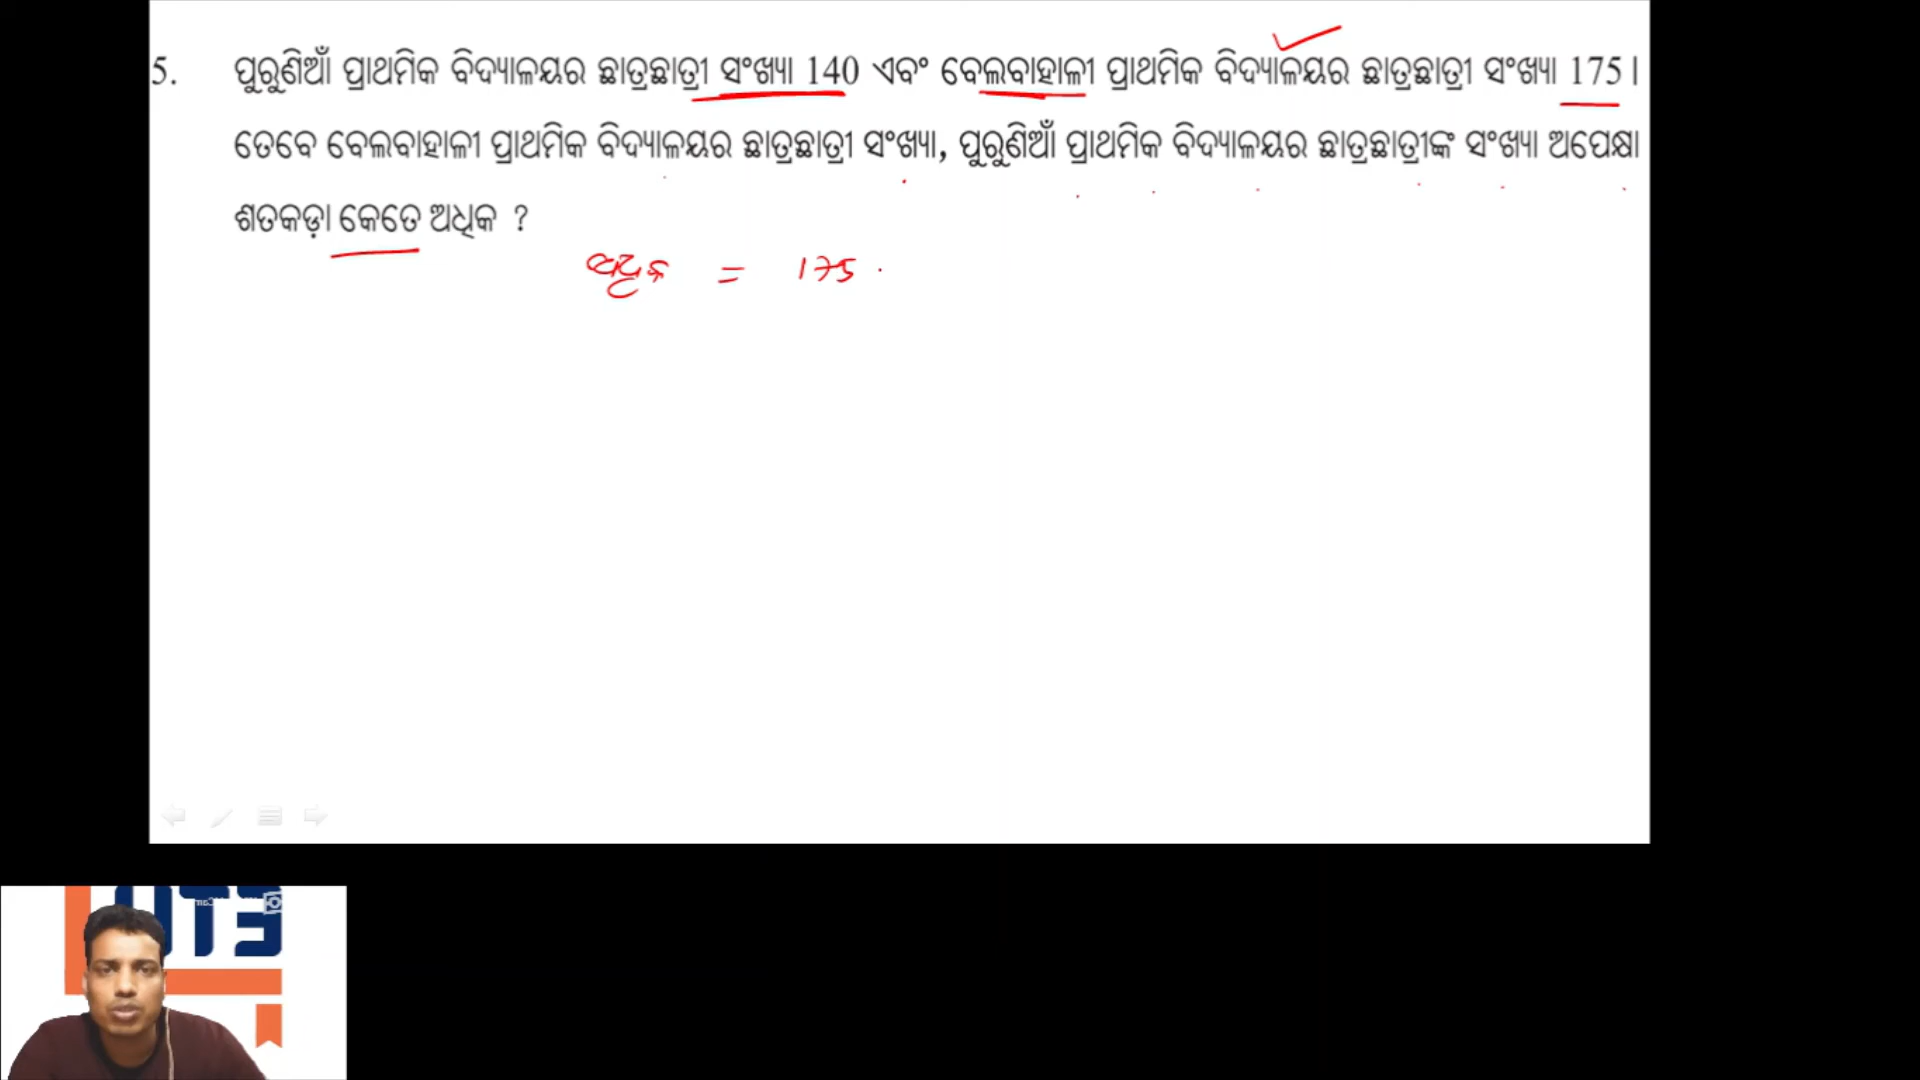 5. ପୁରୁଣିଆଁ ପ୍ରାଥମିକ ବିଦ୍ୟାଳୟର ଛାତ୍ରଛାତ୍ରୀ ସଂଖ୍ୟା 140 ଏବଂ ବେଲବାହାଳୀ ପ୍ରାଥମିକ ବିଦ୍ୟାଳୟର ଛାତ୍ରଛାତ୍ରୀ ସଂଖ୍ୟା 175।
ତେବେ ବେଲବାହାଳୀ ପ୍ରାଥମିକ ବିଦ୍ୟାଳୟର ଛାତ୍ରଛାତ୍ରୀ ସଂଖ୍ୟା, ପୁରୁଣିଆଁ ପ୍ରାଥମିକ ବିଦ୍ୟାଳୟର ଛାତ୍ରଛାତ୍ରୀଙ୍କ ସଂଖ୍ୟା ଅପେକ୍ଷା
ଶତକଡ଼ା କେତେ ଅଧିକ ?
ଅଧିକ = 175